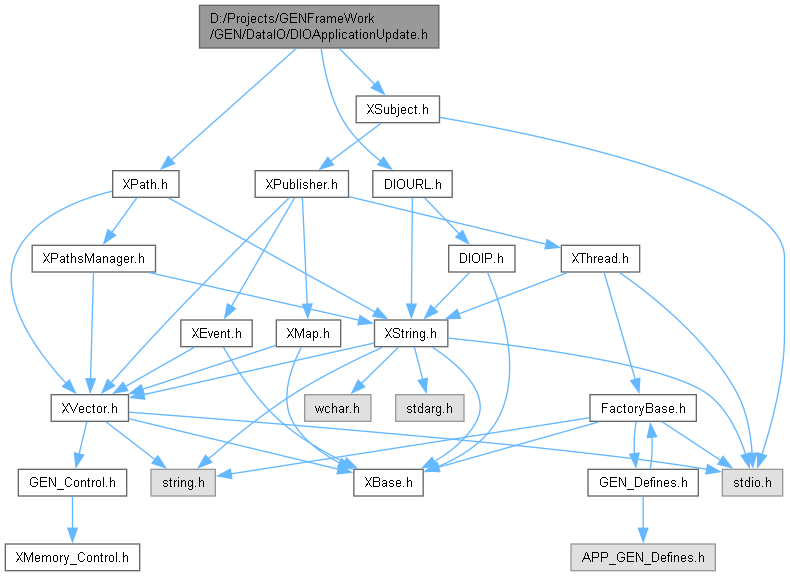 D:/Projects/GENFrameWork
/GEN/DataIO/DIOApplicationUpdate.h
XSubject.h
XPath.h
XPublisher.h
DIOURL.h
XPathsManager.h
DIOIP.h
XThread.h
XEvent.h
XMap.h
XString.h
XVector.h
wchar.h
stdarg.h
FactoryBase.h
GEN_Control.h
string.h
XBase.h
GEN_Defines.h
stdio.h
XMemory_Control.h
APP_GEN_Defines.h